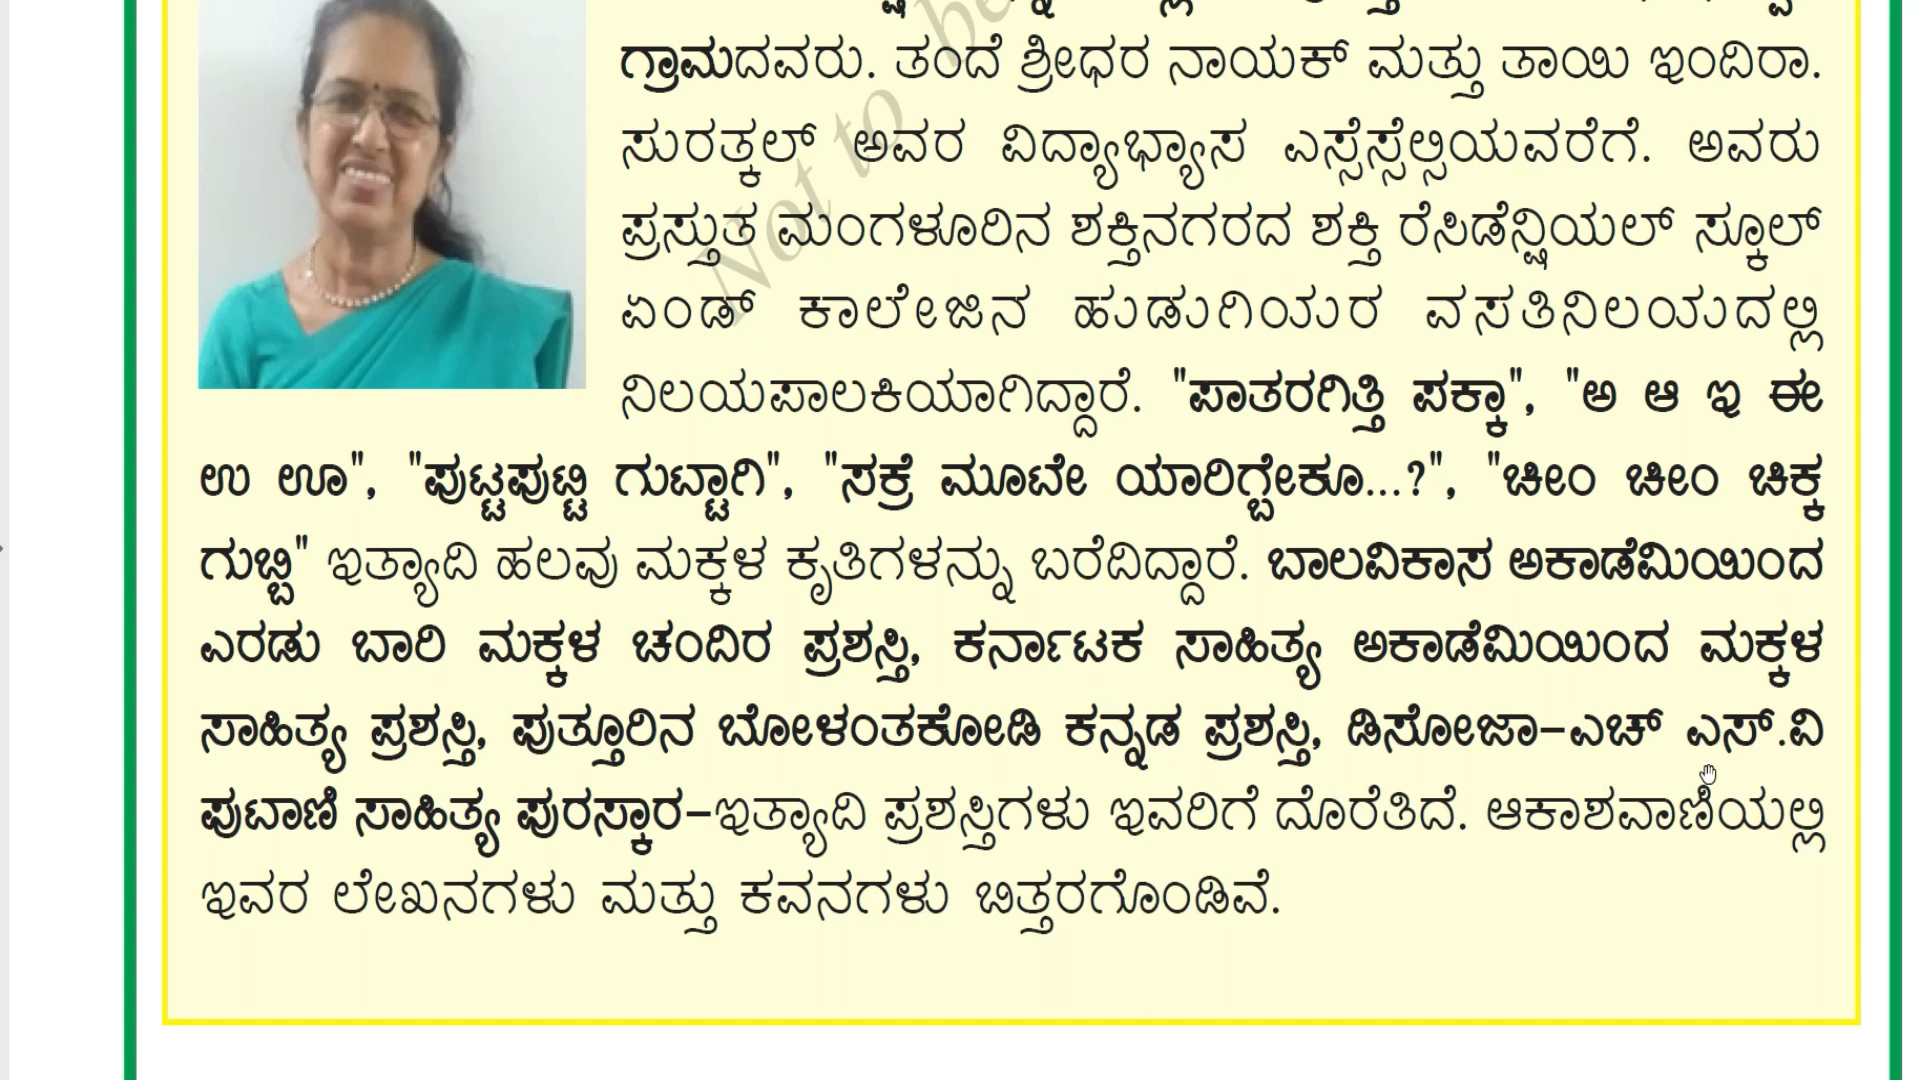 ಗ್ರಾಮದವರು. ತಂದೆ ಶ್ರೀಧರ ನಾಯಕ್ ಮತ್ತು ತಾಯಿ ಇಂದಿರಾ.
ಸುರತ್ಕಲ್ ಅವರ ವಿದ್ಯಾಭ್ಯಾಸ ಎಸ್ಸೆಸ್ಸೆಲ್ಸಿಯವರೆಗೆ. ಅವರು
ಪ್ರಸ್ತುತ ಮಂಗಳೂರಿನ ಶಕ್ತಿನಗರದ ಶಕ್ತಿ ರೆಸಿಡೆನ್ಷಿಯಲ್ ಸ್ಕೂಲ್
ಏಂಡ್ ಕಾಲೇಜಿನ ಹುಡುಗಿಯರ ವಸತಿನಿಲಯದಲ್ಲಿ
ನಿಲಯಪಾಲಕಿಯಾಗಿದ್ದಾರೆ. "ಪಾತರಗಿತ್ತಿ ಪಕ್ಕಾ", "ಅ ಆ ಇ ಈ
ಉ ಊ", "ಪುಟ್ಟಪುಟ್ಟಿ ಗುಟ್ಟಾಗಿ", "ಸಕ್ರೆ ಮೂಟೇ ಯಾರಿಗ್ಬೇಕೂ...?", "ಚೀಂ ಚೀಂ ಚಿಕ್ಕ
ಗುಬ್ಬಿ" ಇತ್ಯಾದಿ ಹಲವು ಮಕ್ಕಳ ಕೃತಿಗಳನ್ನು ಬರೆದಿದ್ದಾರೆ. ಬಾಲವಿಕಾಸ ಅಕಾಡೆಮಿಯಿಂದ
ಎರಡು ಬಾರಿ ಮಕ್ಕಳ ಚಂದಿರ ಪ್ರಶಸ್ತಿ, ಕರ್ನಾಟಕ ಸಾಹಿತ್ಯ ಅಕಾಡೆಮಿಯಿಂದ ಮಕ್ಕಳ
ಸಾಹಿತ್ಯ ಪ್ರಶಸ್ತಿ, ಪುತ್ತೂರಿನ ಬೋಳಂತಕೋಡಿ ಕನ್ನಡ ಪ್ರಶಸ್ತಿ, ಡಿಸೋಜಾ-ಎಚ್ ಎಸ್.ವಿ
ಪುಟಾಣಿ ಸಾಹಿತ್ಯ ಪುರಸ್ಕಾರ-ಇತ್ಯಾದಿ ಪ್ರಶಸ್ತಿಗಳು ಇವರಿಗೆ ದೊರೆತಿದೆ. ಆಕಾಶವಾಣಿಯಲ್ಲಿ
ಇವರ ಲೇಖನಗಳು ಮತ್ತು ಕವನಗಳು ಬಿತ್ತರಗೊಂಡಿವೆ.
Not to be